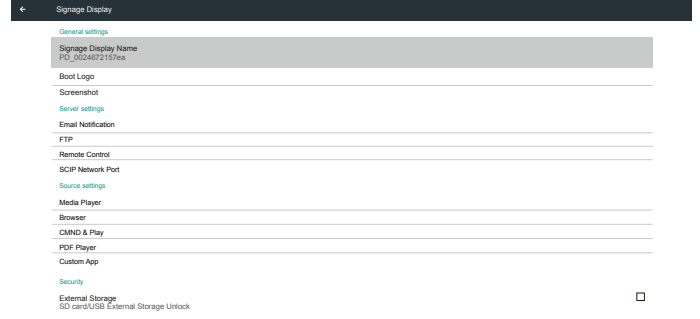 Signage Display
General settings
Signage Display Name
PD_0024672157ea
Boot Logo
Screenshot
Server settings
Email Notification
FTP
Remote Control
SCIP Network Port
Source settings
Media Player
Browser
CMND & Play
PDF Player
Custom App
Security
External Storage
SD card/USB External Storage Unlock